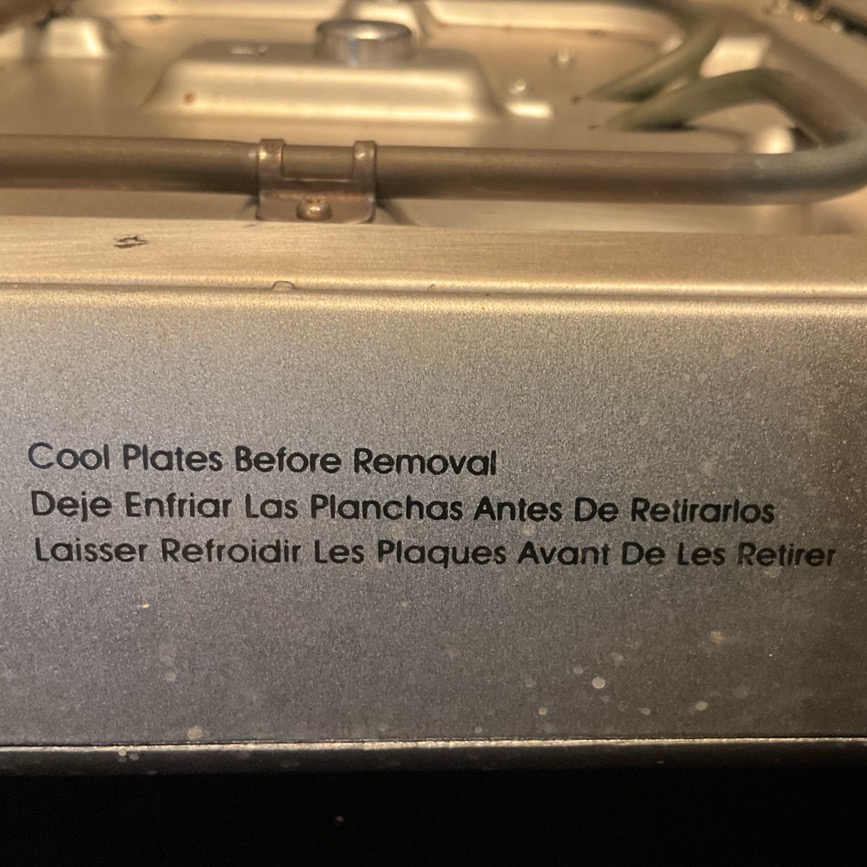 Cool Plates Before Removal
Deje Enfriar Las Planchas Antes De Retirarlos
Laisser Refroidir Les Plaques Avant De Les Retirer